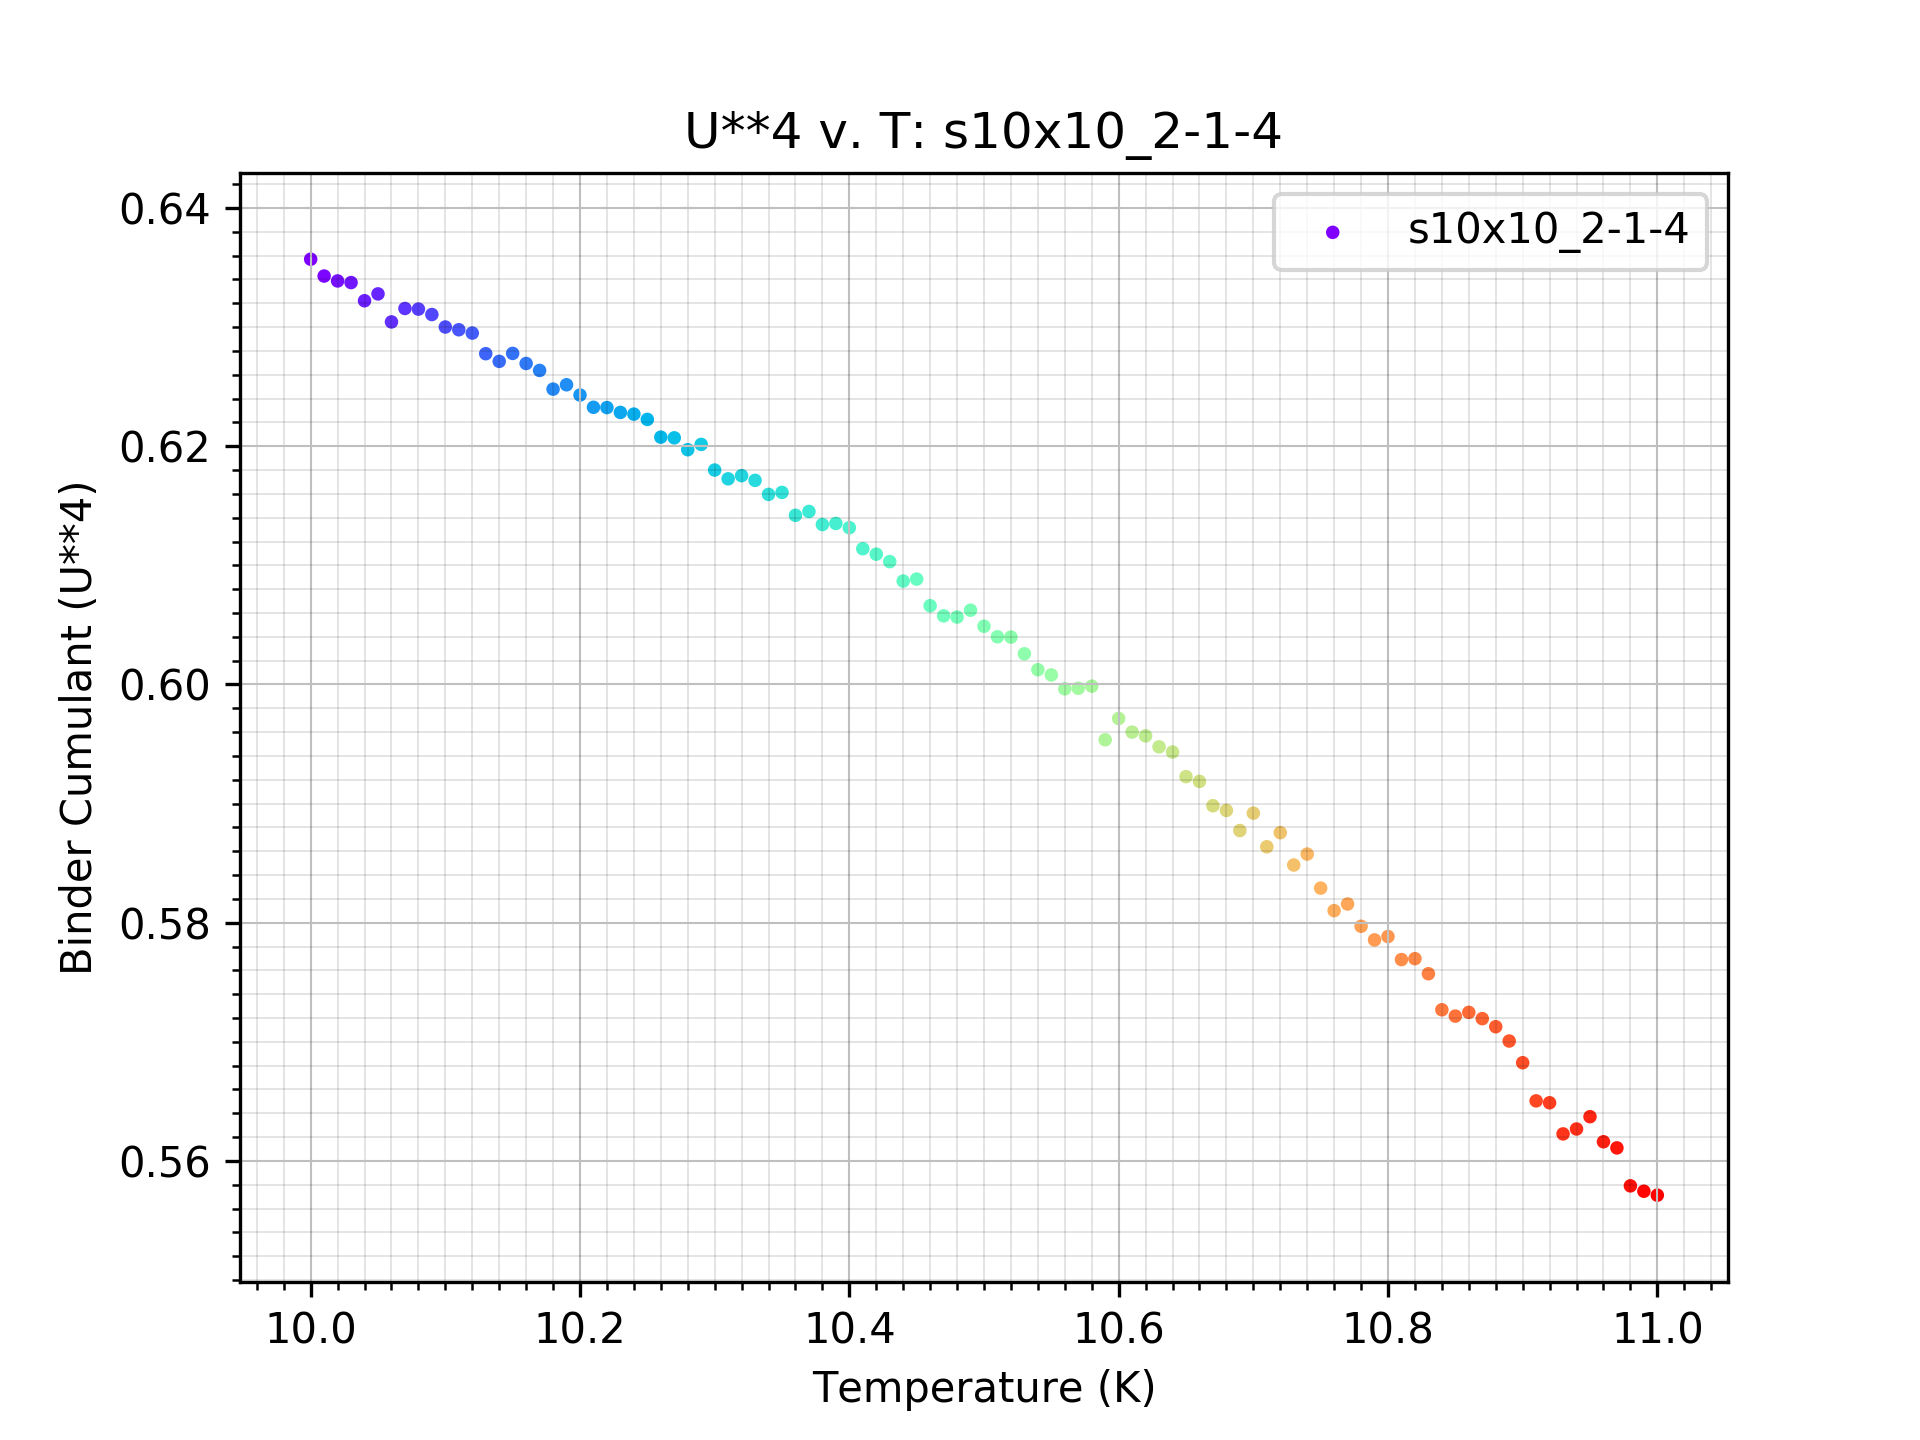 U**4 v. T: s10x10_2-1-4
s10x10_2-1-4
Binder Cumulant (U**4)
0.64
0.62
0.60
0.58
0.56
10.0 10.2 10.4 10.6 10.8 11.0
Temperature (K)